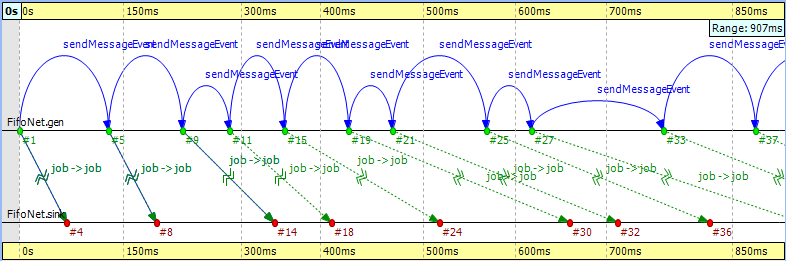 0s 0s 150ms 300ms 400ms 500ms 600ms 700ms 850ms
Range: 907ms
sendMessageEvent sendMessageEvent sendMessageEvent sendMessageEvent sendMessageEvent sendMessageEvent
sendMessageEvent sendMessageEvent sendMessageEvent
sendMessageEvent
FifoNet.gen
#1 #5 #9 #11 #15 #19 #21 #25 #27 #33 #37
job->job job->job job->job job->job job->job job->job job->job
job->job job->job
FifoNet.sink
#4 #8 #14 #18 #24 #30 #32 #36
0s 150ms 300ms 400ms 500ms 600ms 700ms 850ms